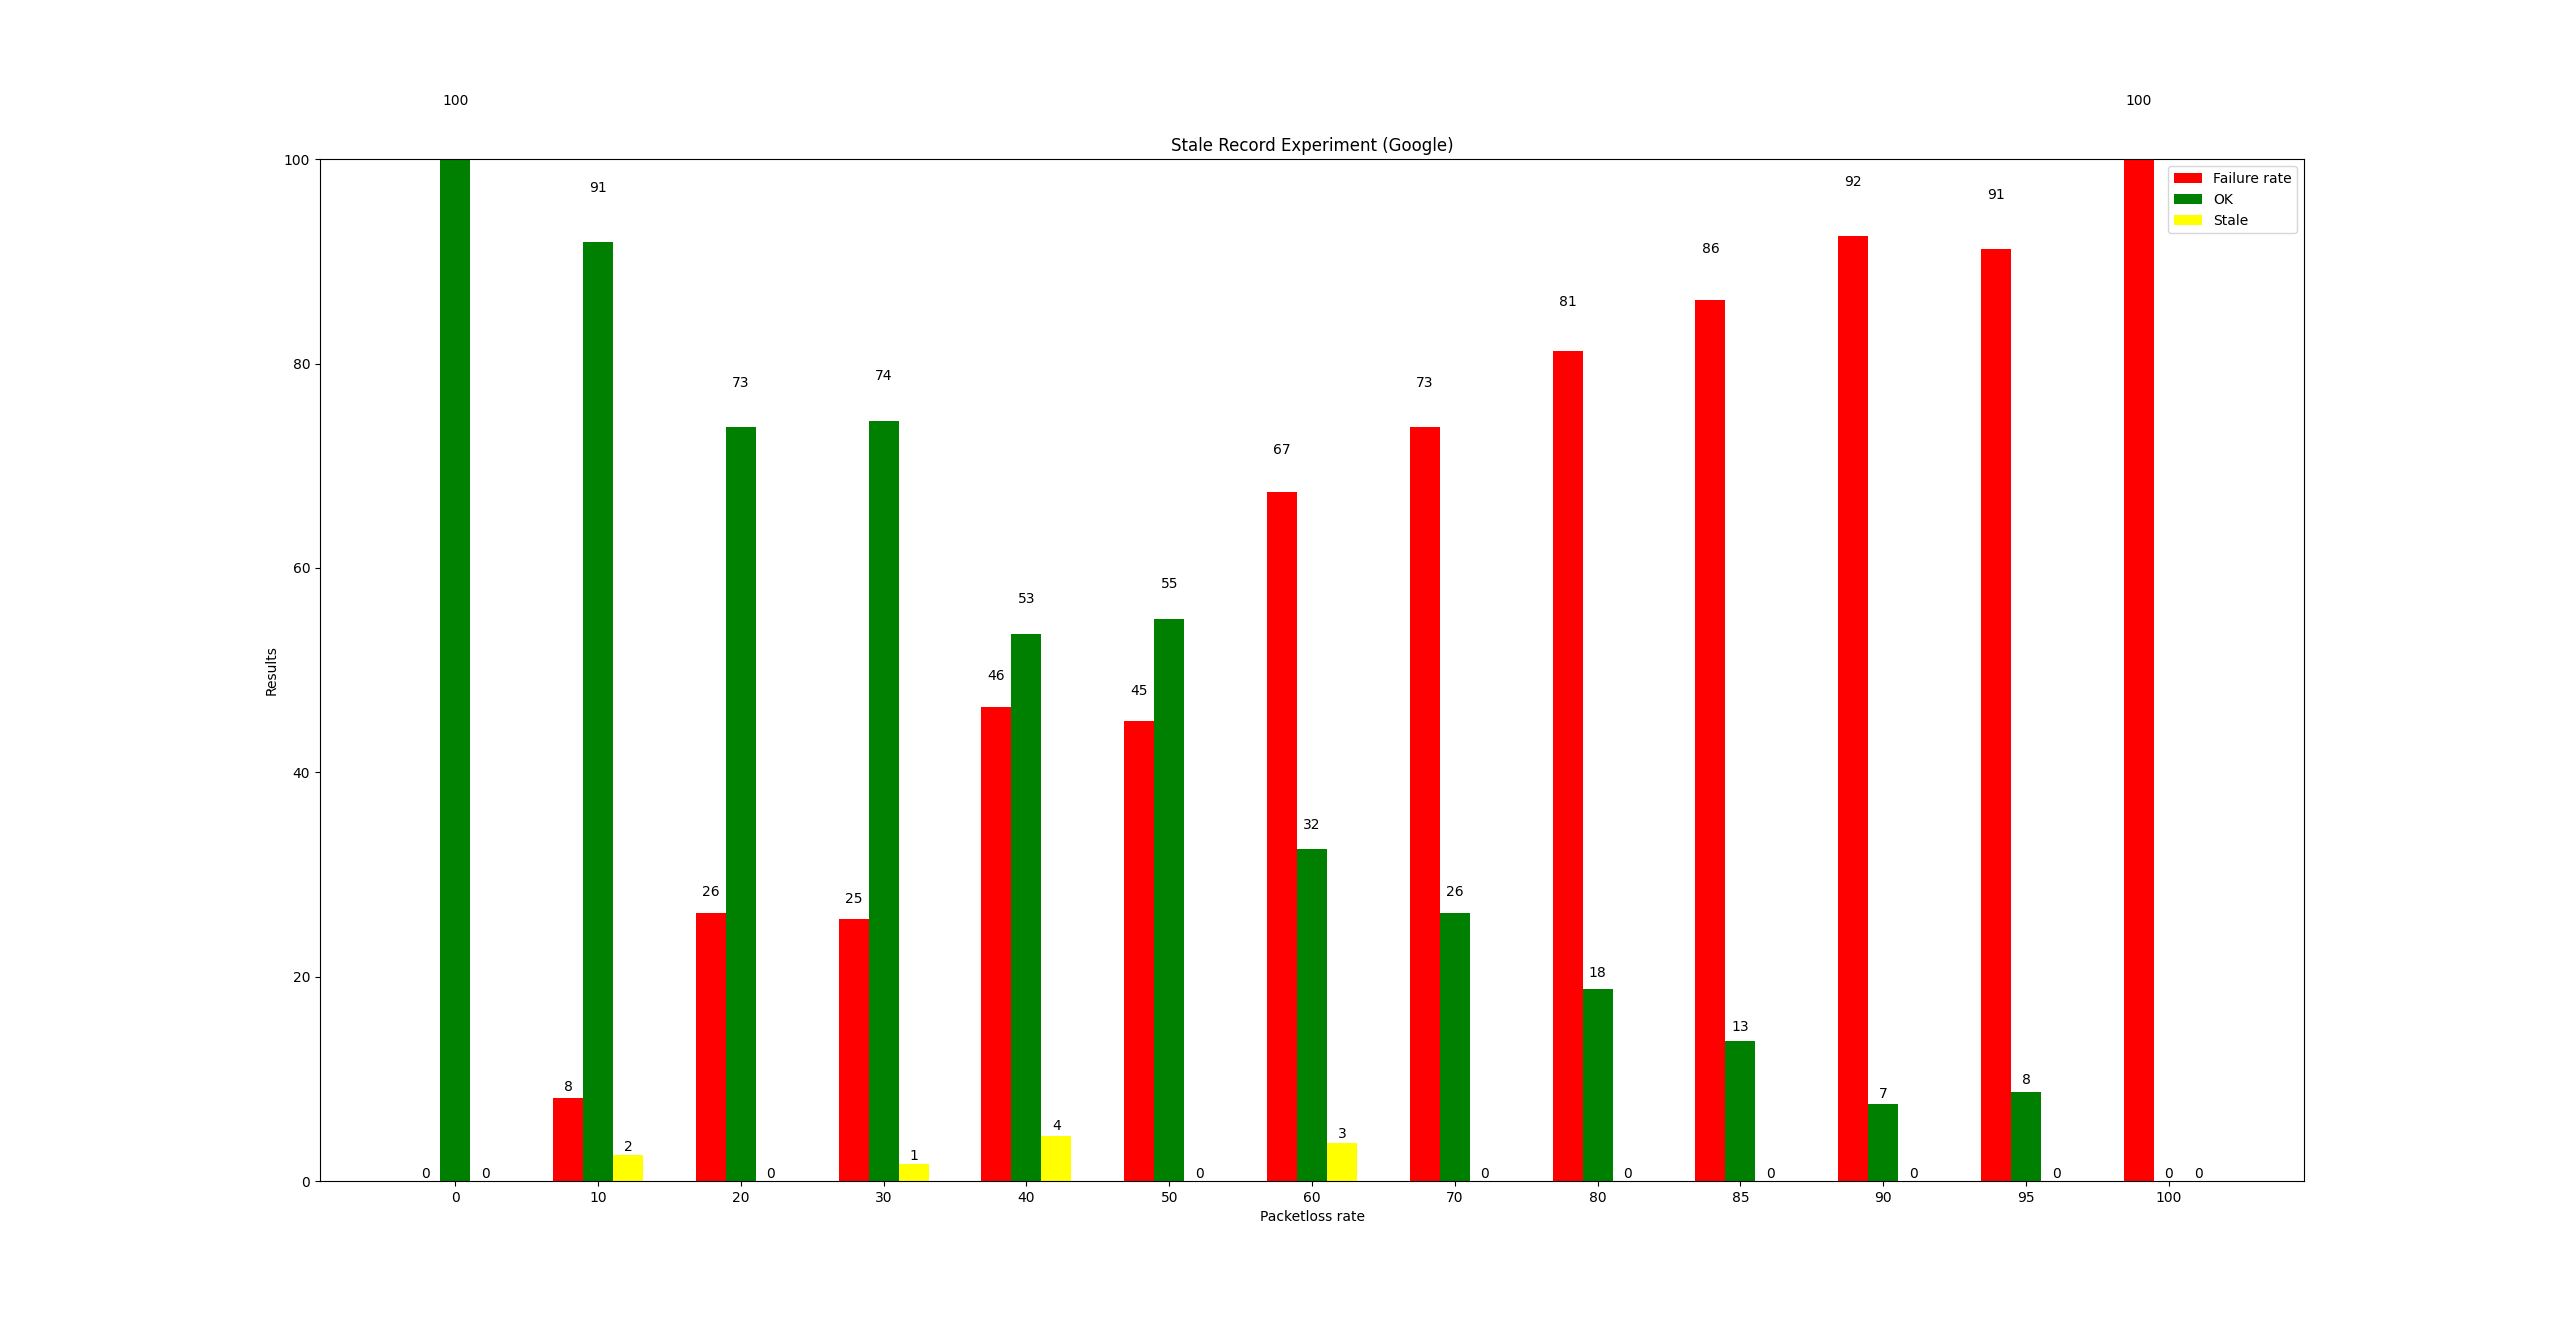 100 100
Stale Record Experiment (Google)
100
80
60
40
20
0
Results
Failure rate
OK
Stale
0 100 0
8 91 2
26 73 0
25 74 1
46 53 4
45 55 0
67 32 3
73 26 0
81 18 0
86 13 0
92 7 0
91 8 0
0 0
0 10 20 30 40 50 60 70 80 85 90 95 100
Packetloss rate